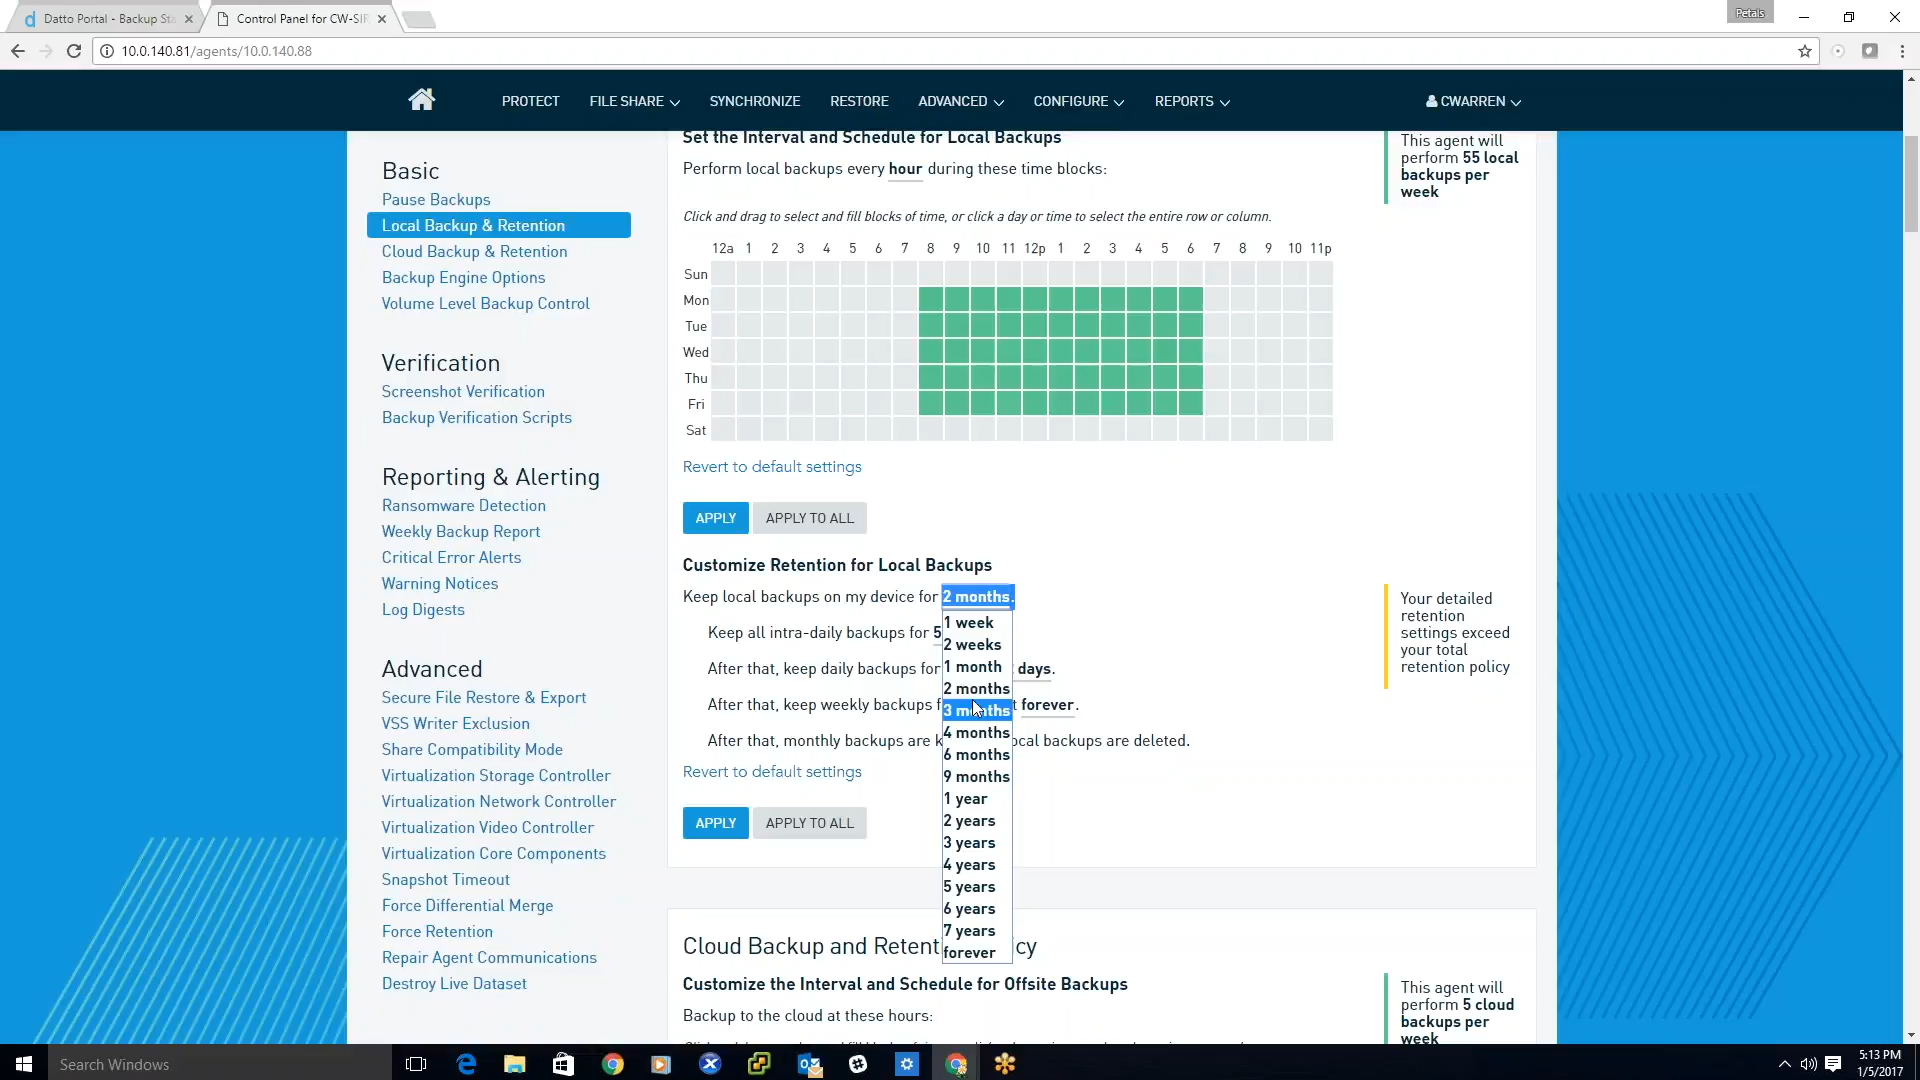 Datto Portal - Backup Sta
Control Panel for CW-SIR
Petals
10.0.140.81/agents/10.0.140.88
PROTECT
FILE SHARE
SYNCHRONIZE
RESTORE
ADVANCED
CONFIGURE
REPORTS
CWARREN
Basic
Pause Backups
Local Backup & Retention
Cloud Backup & Retention
Backup Engine Options
Volume Level Backup Control
Verification
Screenshot Verification
Backup Verification Scripts
Reporting & Alerting
Ransomware Detection
Weekly Backup Report
Critical Error Alerts
Warning Notices
Log Digests
Advanced
Secure File Restore & Export
VSS Writer Exclusion
Share Compatibility Mode
Virtualization Storage Controller
Virtualization Network Controller
Virtualization Video Controller
Virtualization Core Components
Snapshot Timeout
Force Differential Merge
Force Retention
Repair Agent Communications
Destroy Live Dataset
Set the Interval and Schedule for Local Backups
Perform local backups every hour during these time blocks:
Click and drag to select and fill blocks of time, or click a day or time to select the entire row or column.
12a 1 2 3 4 5 6 7 8 9 10 11 12p 1 2 3 4 5 6 7 8 9 10 11p
Sun
Mon
Tue
Wed
Thu
Fri
Sat
Revert to default settings
APPLY
APPLY TO ALL
This agent will
perform 55 local
backups per
week
Customize Retention for Local Backups
Keep local backups on my device for 2 months.
Keep all intra-daily backups for 5
After that, keep daily backups for days.
After that, keep weekly backups forever.
After that, monthly backups are local backups are deleted.
1 week
2 weeks
1 month
2 months
3 months
4 months
6 months
9 months
1 year
2 years
3 years
4 years
5 years
6 years
7 years
forever
Revert to default settings
APPLY
APPLY TO ALL
Your detailed
retention
settings exceed
your total
retention policy
Cloud Backup and
Customize the Interval and Schedule for Offsite Backups
Backup to the cloud at these hours:
This agent will
perform 5 cloud
backups per
week
Search Windows
5:13 PM
1/5/2017